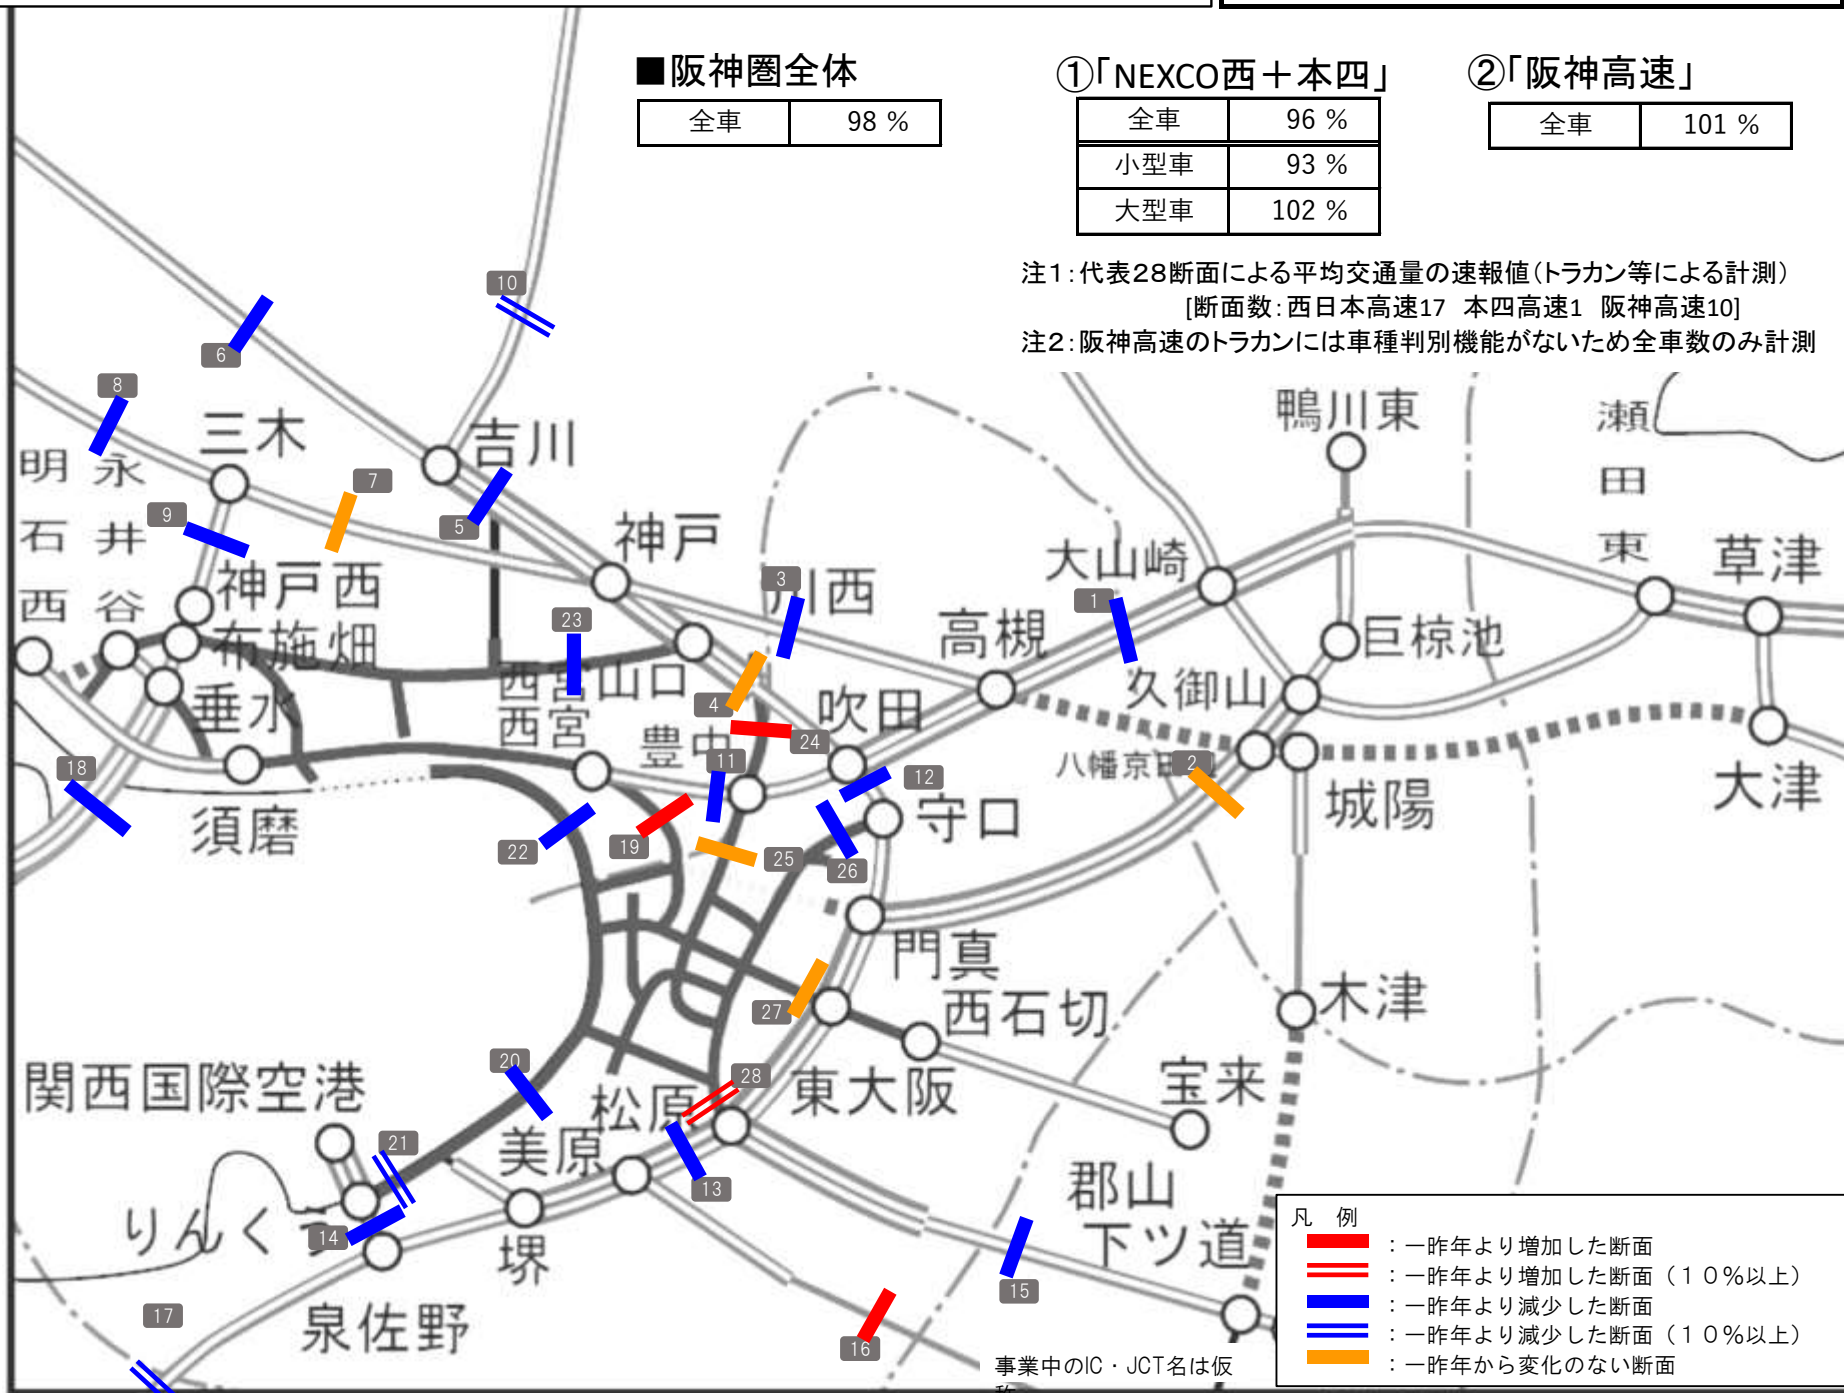 ■阪神圏全体
全車 98 %
①「NEXCO西＋本四」
全車 96 %
小型車 93 %
大型車 102 %
②「阪神高速」
全車 101 %
注1：代表28断面による平均交通量の速報値（トラカン等による計測）
[断面数：西日本高速17 本四高速1 阪神高速10]
注2：阪神高速のトラカンには車種判別機能がないため全車数のみ計測
10
6
8
三木
吉川
鴨川東
瀬田東
明石西
永井谷
7
9
5
神戸
3
川西
大山崎
1
草津
神戸西
布施畑
23
高槻
巨椋池
西宮山口
久御山
垂水
西宮
4
吹田
豊中
24
11
12
八幡京田
2
18
須磨
守口
城陽
大津
22
19
25
26
門真
27
西石切
木津
20
28
関西国際空港
松原
東大阪
宝来
21
美原
13
郡山
下ツ道
りんくう
14
堺
15
17
泉佐野
16
事業中のIC・JCT名は仮
称
凡 例
：一昨年より増加した断面
：一昨年より増加した断面（１０％以上）
：一昨年より減少した断面
：一昨年より減少した断面（１０％以上）
：一昨年から変化のない断面